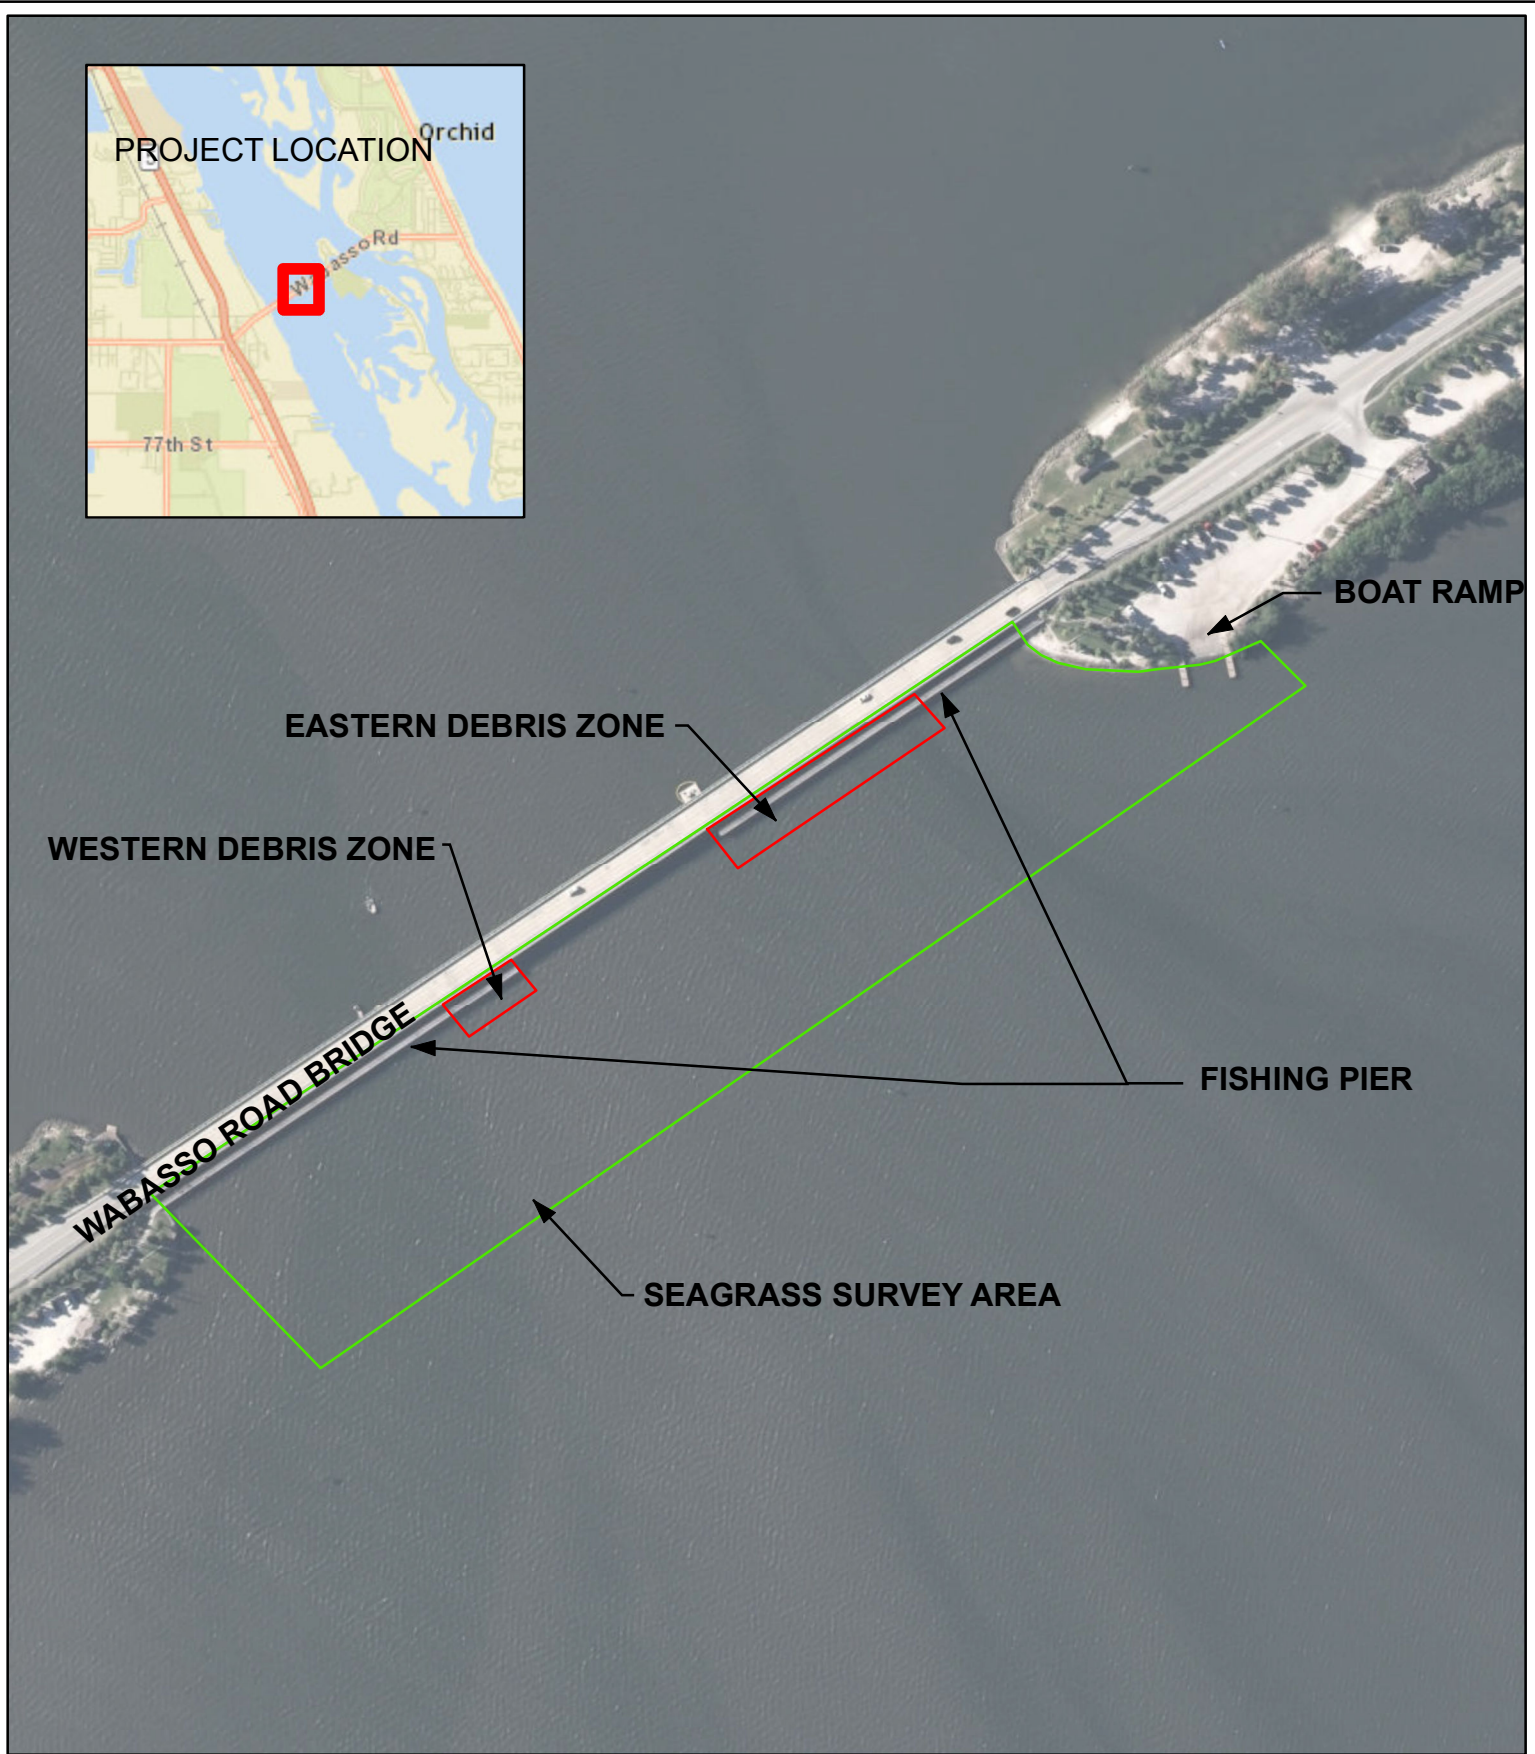 PROJECT LOCATION
Orchid
Wabasso Rd
77th St
BOAT RAMP
EASTERN DEBRIS ZONE
WESTERN DEBRIS ZONE
WABASSO ROAD BRIDGE
FISHING PIER
SEAGRASS SURVEY AREA